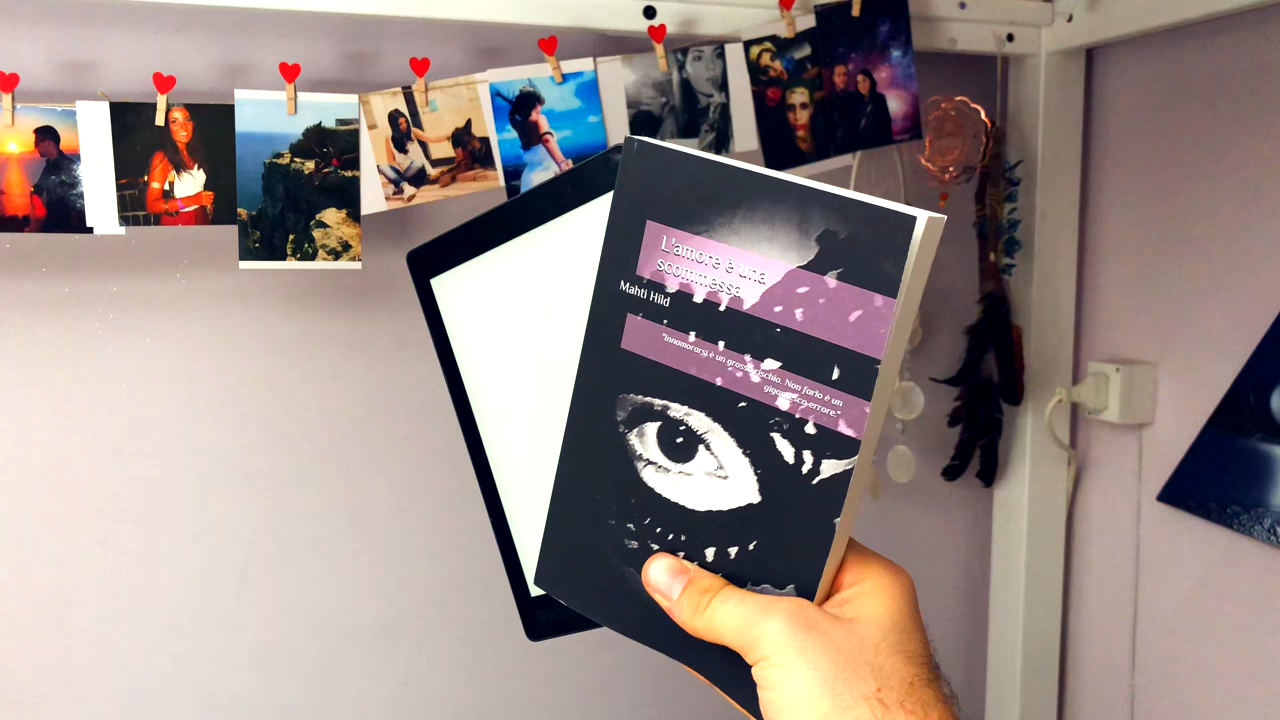 L'amore è una
scommessa
Mahti Hild
"Innamorarsi è un grosso rischio. Non farlo è un
gigantesco errore."